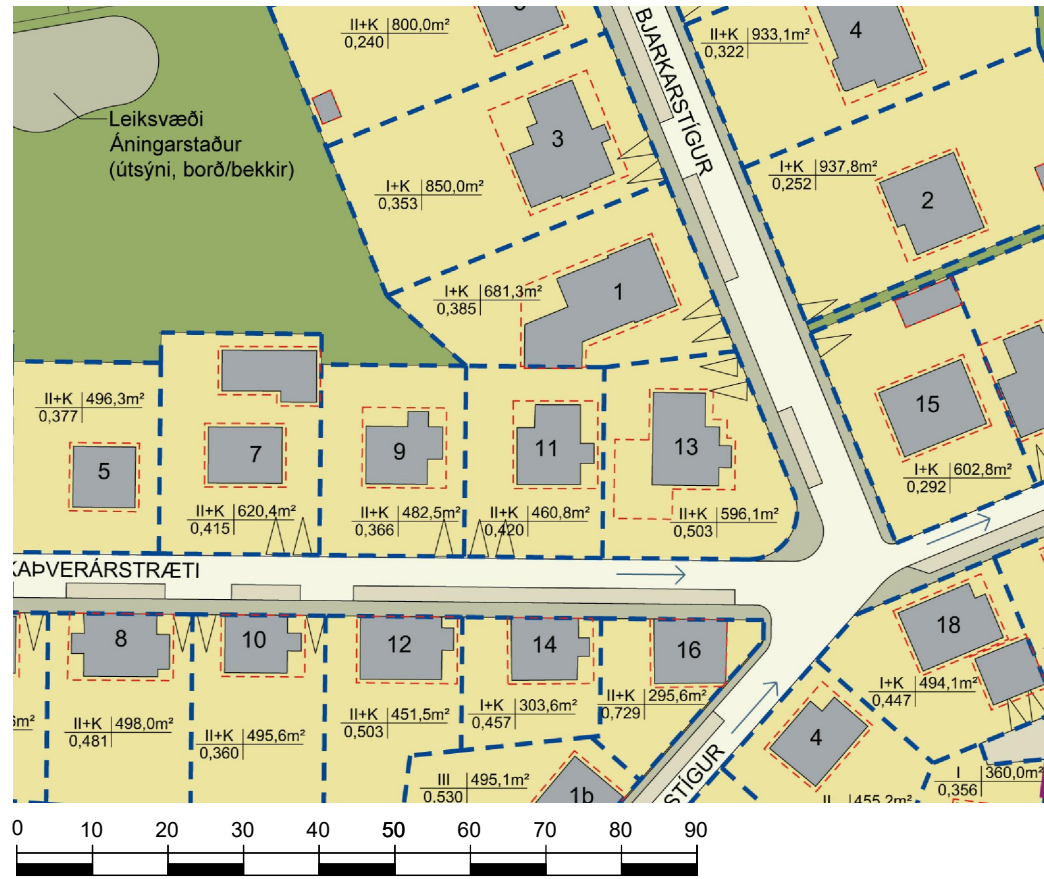 II+K 800,0m²
0,240
BJARKARSTÍGUR
II+K 933,1m²
0,322
4
Leiksvæði
Áningarstaður
(útsýni, borð/bekkir)
3
I+K 850,0m²
0,353
I+K 937,8m²
0,252
2
I+K 681,3m²
0,385
1
II+K 496,3m²
0,377
5
7
II+K 620,4m²
0,415
9
II+K 482,5m²
0,366
11
II+K 460,8m²
0,420
13
II+K 596,1m²
0,503
15
I+K 602,8m²
0,292
KAÞVERÁRSTRÆTI
8
10
12
14
16
18
6m²
II+K 498,0m²
0,481
II+K 495,6m²
0,360
II+K 451,5m²
0,503
I+K 303,6m²
0,457
II+K 295,6m²
0,729
I+K 494,1m²
0,447
4
STÍGUR
III 495,1m²
0,530
1b
I 360,0m²
0,356
455,2m²
0 10 20 30 40 50 60 70 80 90